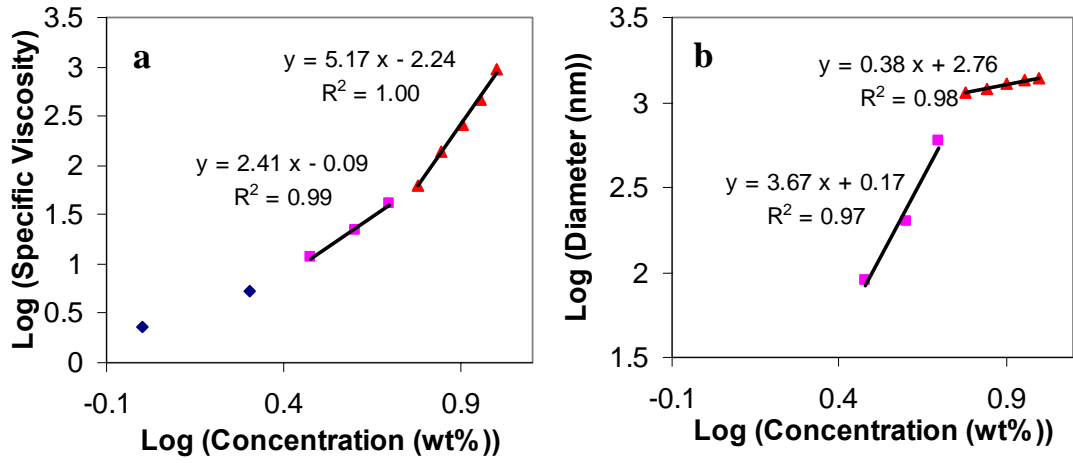 a
y = 5.17 x - 2.24
R² = 1.00
y = 2.41 x - 0.09
R² = 0.99
3.5
3
2.5
2
1.5
1
0.5
0
-0.1
0.4
0.9
Log (Specific Viscosity)
Log (Concentration (wt%))
b
y = 0.38 x + 2.76
R² = 0.98
y = 3.67 x + 0.17
R² = 0.97
3.5
3
2.5
2
1.5
-0.1
0.4
0.9
Log (Diameter (nm))
Log (Concentration (wt%))